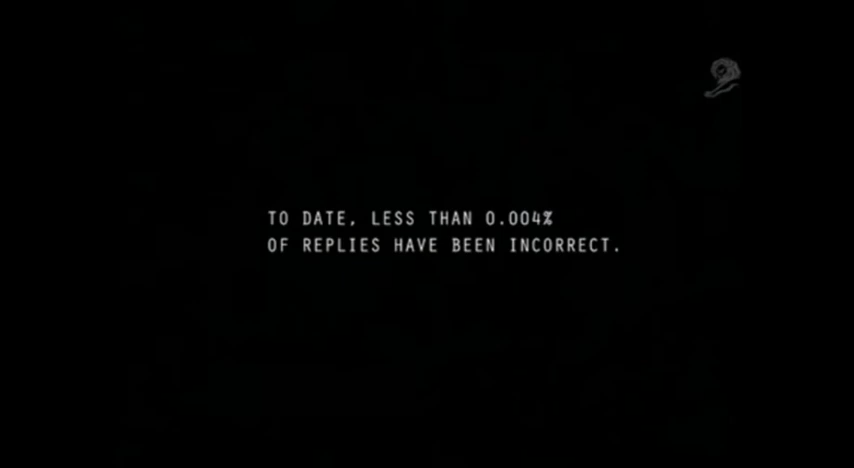 TO DATE, LESS THAN 0.004%
OF REPLIES HAVE BEEN INCORRECT.